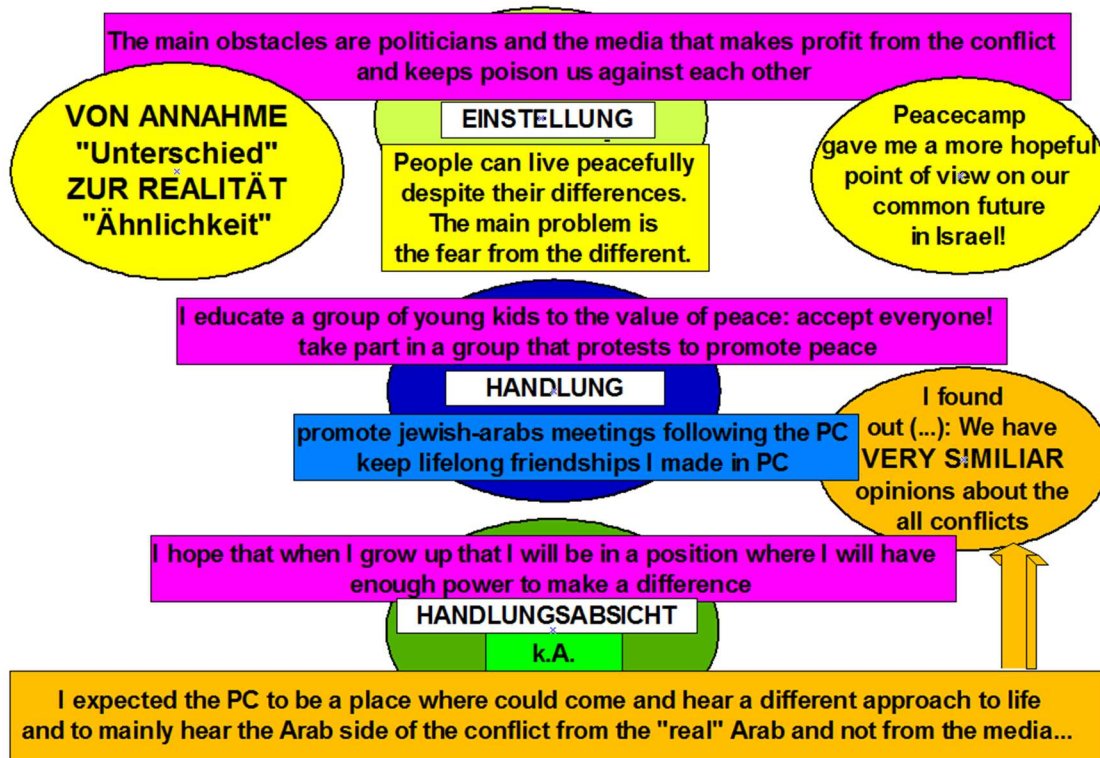 The main obstacles are politicians and the media that makes profit from the conflict
and keeps poison us against each other
VON ANNAHME
"Unterschied"
ZUR REALITÄT
"Ähnlichkeit"
EINSTELLUNG
People can live peacefully
despite their differences.
The main problem is
the fear from the different.
Peacecamp
gave me a more hopeful
point of view on our
common future
in Israel!
I educate a group of young kids to the value of peace: accept everyone!
take part in a group that protests to promote peace
HANDLUNG
promote jewish-arabs meetings following the PC
keep lifelong friendships I made in PC
I found
out (...): We have
VERY SIMILIAR
opinions about the
all conflicts
I hope that when I grow up that I will be in a position where I will have
enough power to make a difference
HANDLUNGSABSICHT
k.A.
I expected the PC to be a place where could come and hear a different approach to life
and to mainly hear the Arab side of the conflict from the "real" Arab and not from the media...